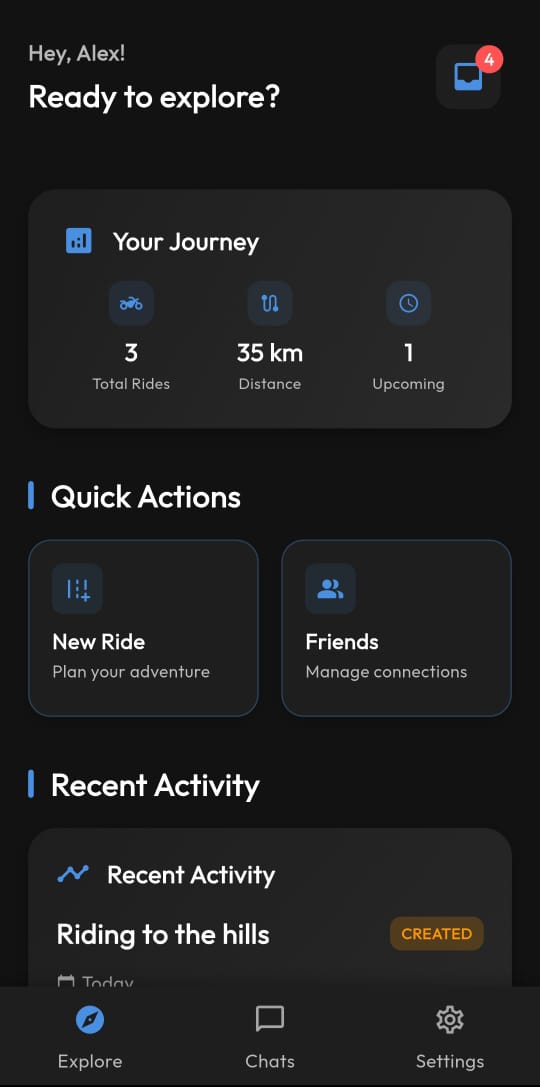 Hey, Alex!
4
Ready to explore?
Your Journey
3
35 km
1
Total Rides
Distance
Upcoming
Quick Actions
New Ride
Plan your adventure
Friends
Manage connections
Recent Activity
Recent Activity
Riding to the hills
CREATED
Today
Explore
Chats
Settings